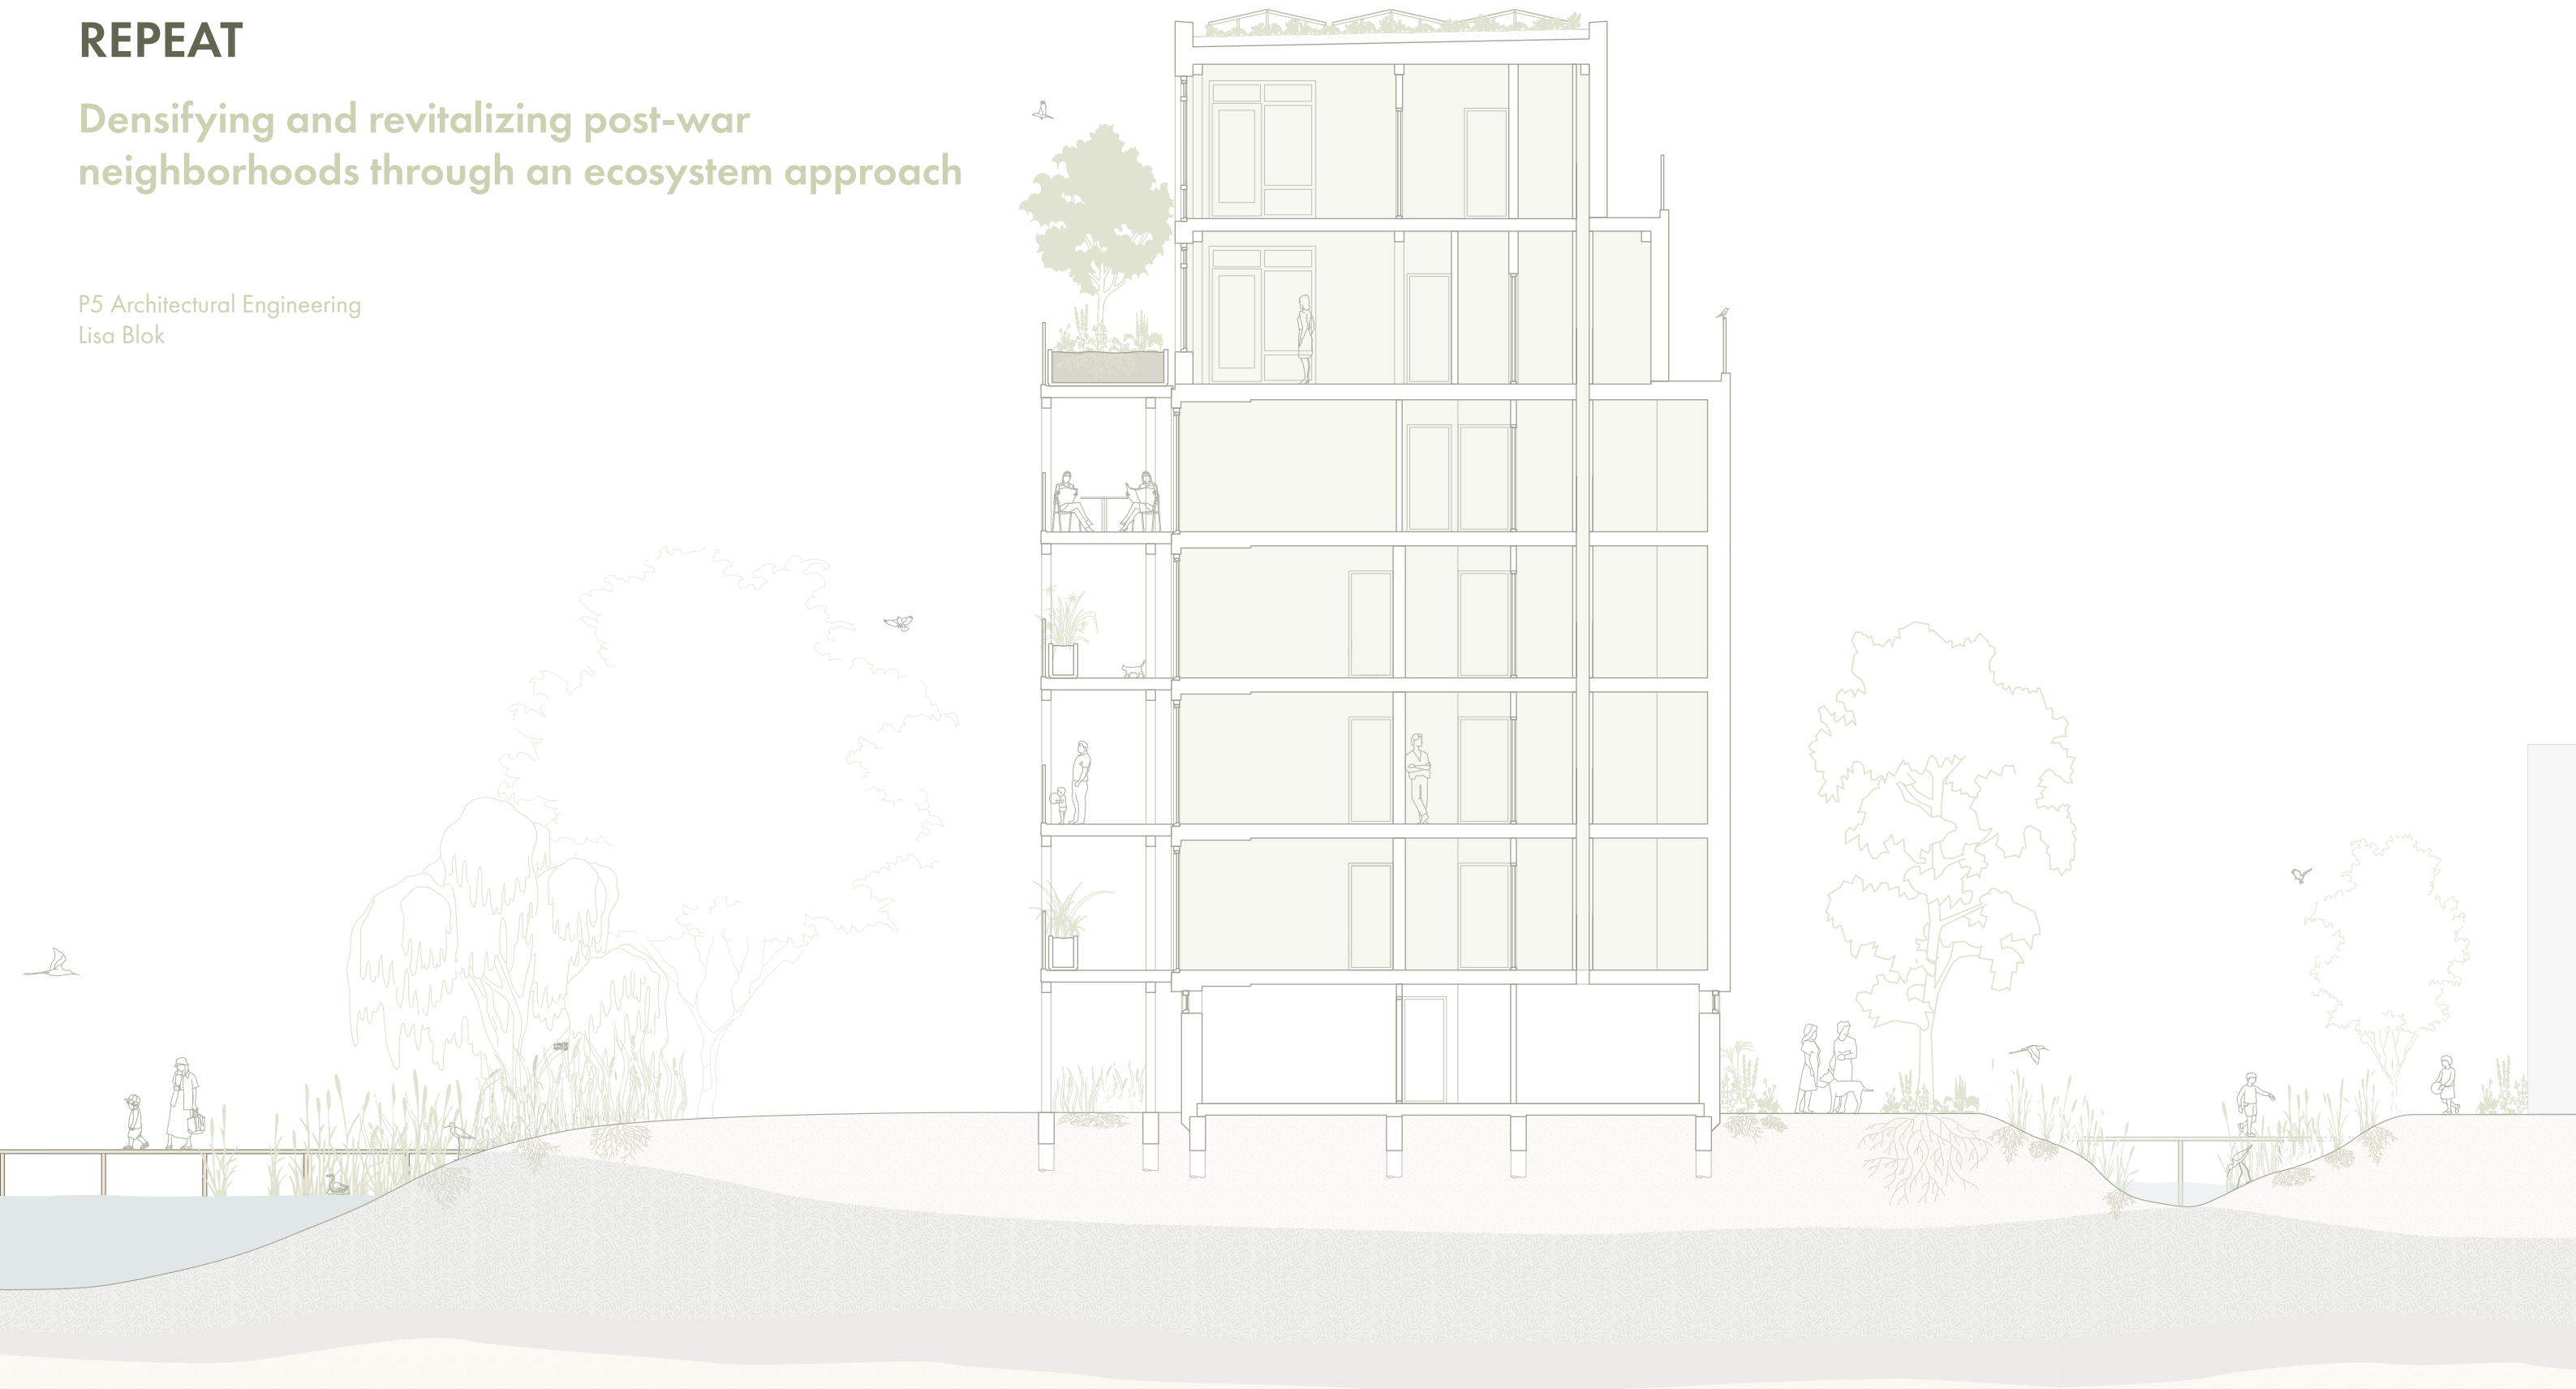 REPEAT
Densifying and revitalizing post-war
neighborhoods through an ecosystem approach
P5 Architectural Engineering
Lisa Blok